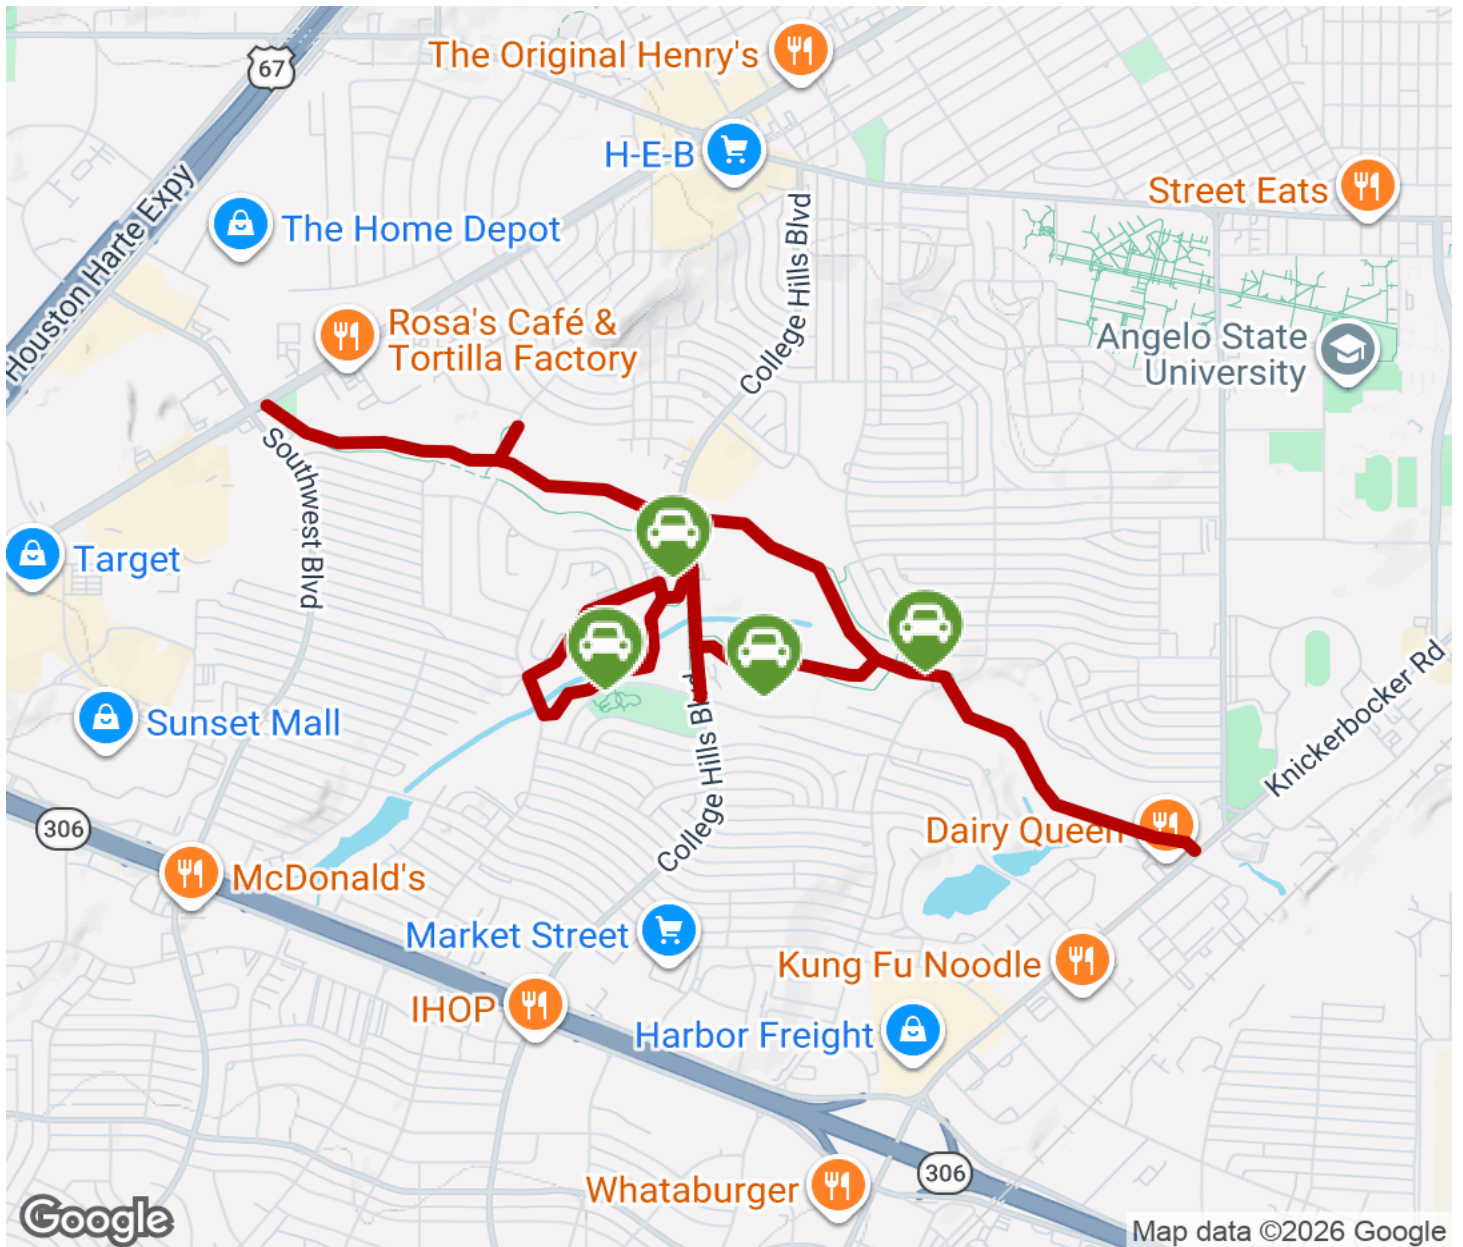 The Original Henry's
67
H-E-B
Street Eats
The Home Depot
Houston Harte Expy
College Hills Blvd
Rosa's Café &
Tortilla Factory
Angelo State
University
Southwest Blvd
Target
Sunset Mall
College Hills Blvd
Knickerbocker Rd
306
Dairy Queen
McDonald's
Market Street
Kung Fu Noodle
IHOP
Harbor Freight
306
Whataburger
Google
Map data ©2026 Google